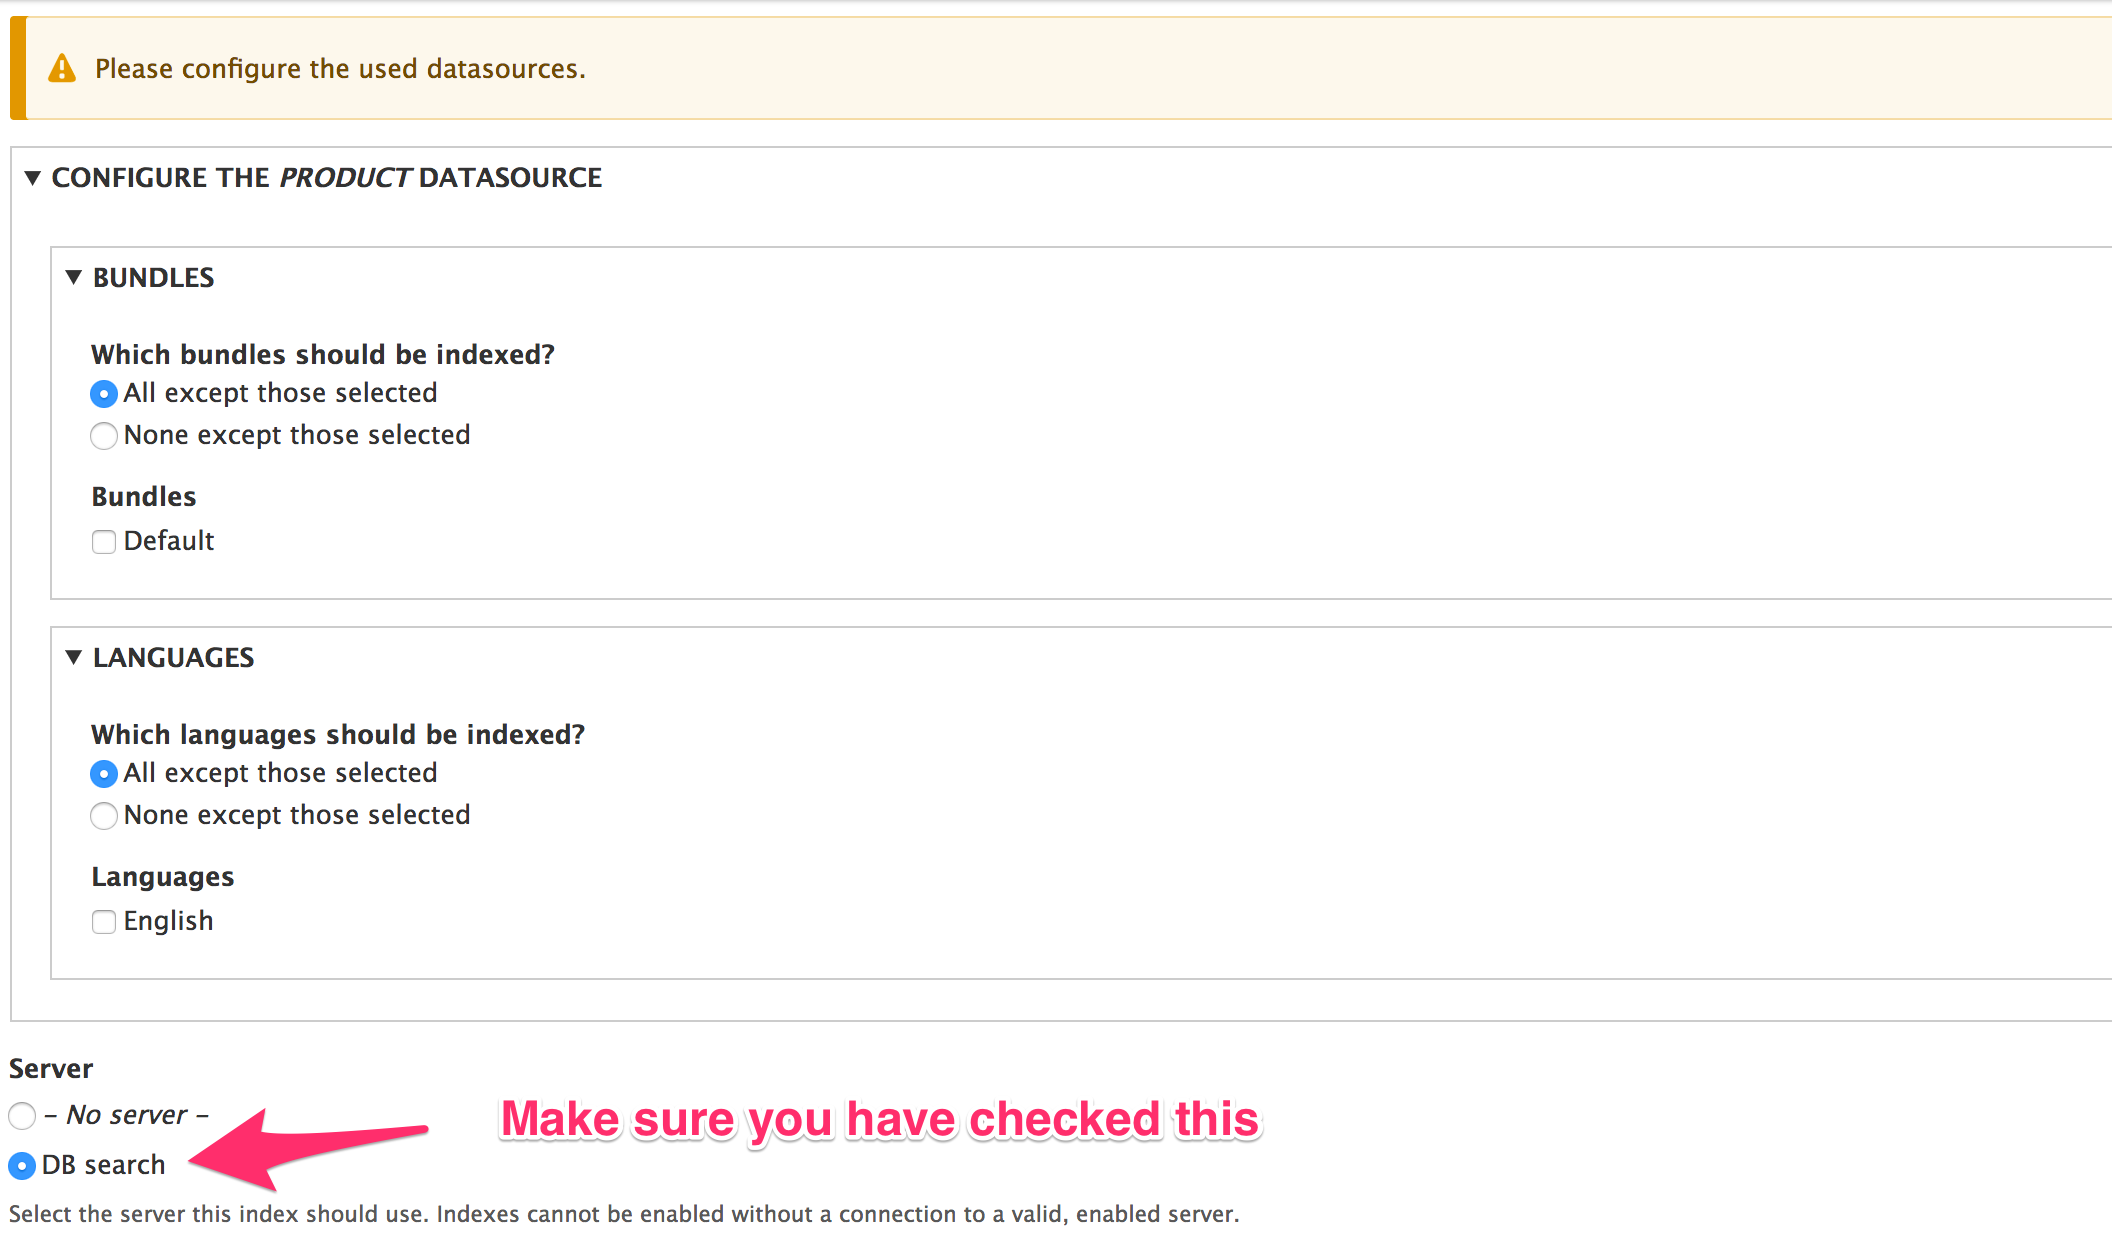 Please configure the used datasources.
CONFIGURE THE PRODUCT DATASOURCE
BUNDLES
Which bundles should be indexed?
All except those selected
None except those selected
Bundles
Default
LANGUAGES
Which languages should be indexed?
All except those selected
None except those selected
Languages
English
Server
– No server –
Make sure you have checked this
DB search
Select the server this index should use. Indexes cannot be enabled without a connection to a valid, enabled server.